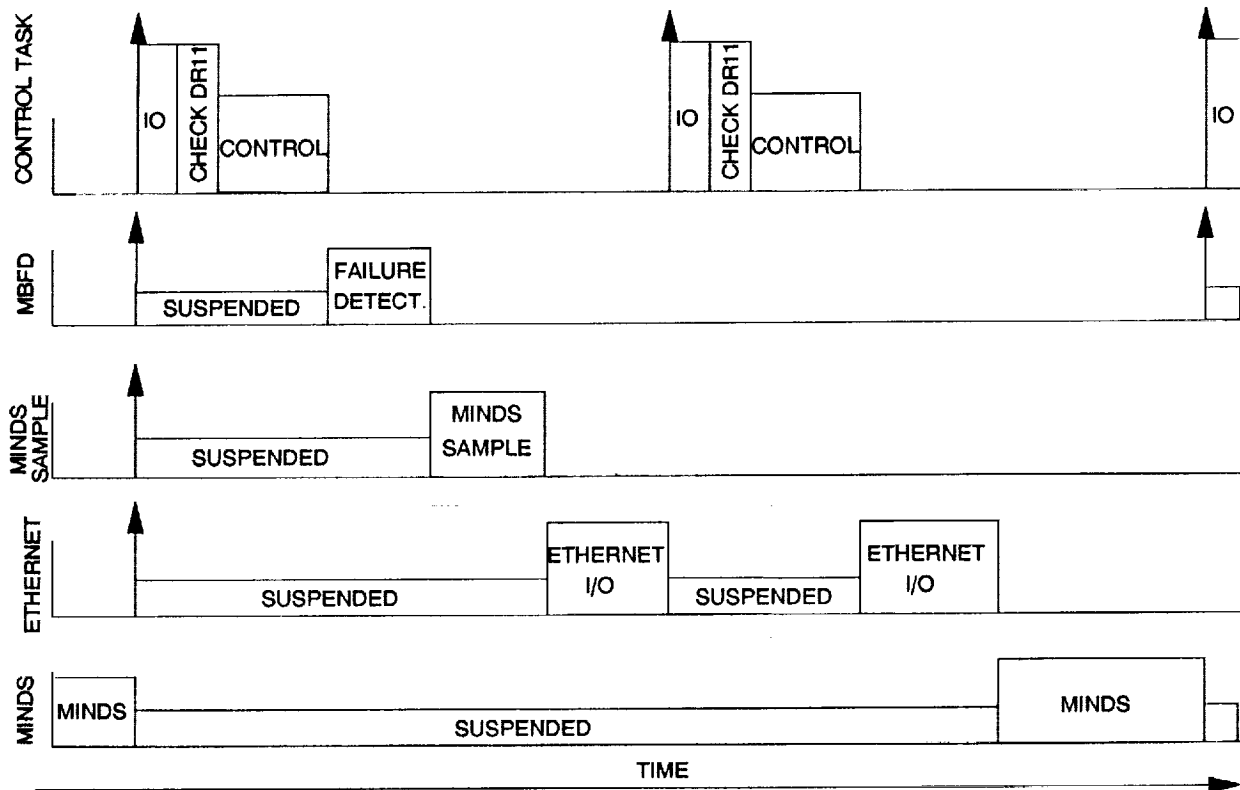 CONTROL TASK
IO
CHECK DR11
CONTROL
IO
CHECK DR11
CONTROL
IO
MBFD
SUSPENDED
FAILURE
DETECT.
MINDS
SAMPLE
SUSPENDED
MINDS
SAMPLE
ETHERNET
SUSPENDED
ETHERNET
I/O
SUSPENDED
ETHERNET
I/O
MINDS
MINDS
SUSPENDED
MINDS
TIME